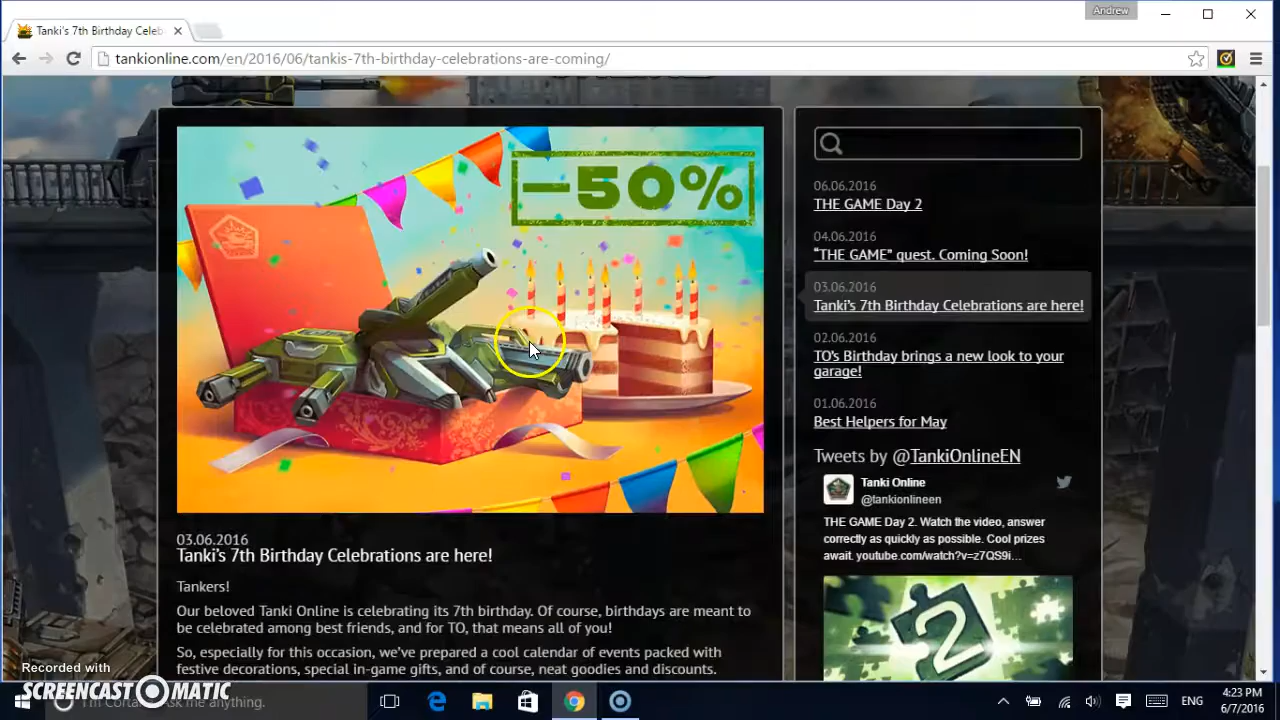 Andrew
Tanki's 7th Birthday Celeb
tankionline.com/en/2016/06/tankis-7th-birthday-celebrations-are-coming/
-50%
03.06.2016
Tanki's 7th Birthday Celebrations are here!
Tankers!
Our beloved Tanki Online is celebrating its 7th birthday. Of course, birthdays are meant to
be celebrated among best friends, and for TO, that means all of you!
So, especially for this occasion, we've prepared a cool calendar of events packed with
festive decorations, special in-game gifts, and of course, neat goodies and discounts.
06.06.2016
THE GAME Day 2
04.06.2016
"THE GAME" quest. Coming Soon!
03.06.2016
Tanki's 7th Birthday Celebrations are here!
02.06.2016
TO's Birthday brings a new look to your
garage!
01.06.2016
Best Helpers for May
Tweets by @TankiOnlineEN
Tanki Online
@tankionlineen
THE GAME Day 2. Watch the video, answer
correctly as quickly as possible. Cool prizes
await. youtube.com/watch?v=z7QS9i...
2
Recorded with
SCREENCAST-O-MATIC
I'm Cortana. Ask me anything.
ENG
4:23 PM
6/7/2016